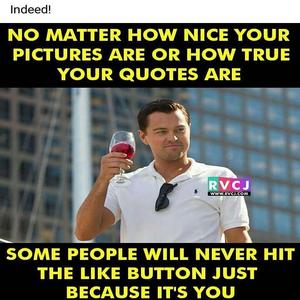 Indeed!
NO MATTER HOW NICE YOUR
PICTURES ARE OR HOW TRUE
YOUR QUOTES ARE
RVCJ
WWW.RVCJ.COM
SOME PEOPLE WILL NEVER HIT
THE LIKE BUTTON JUST
BECAUSE IT'S YOU